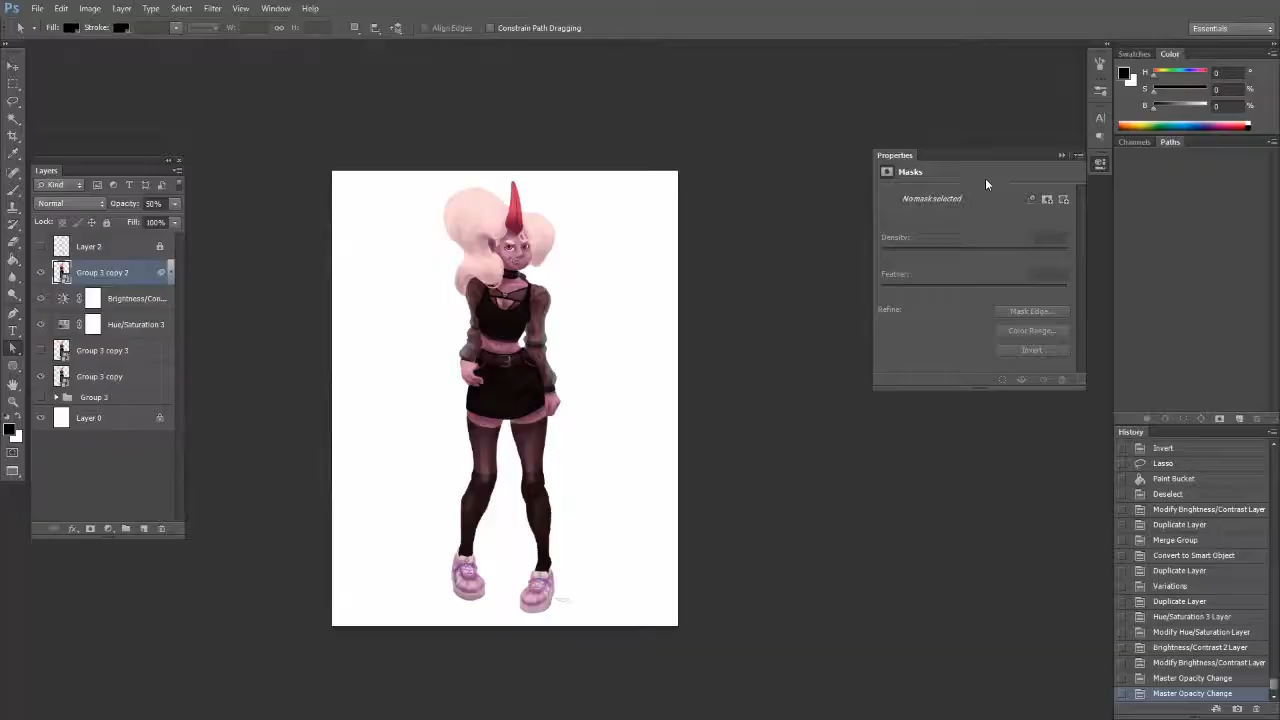 Ps File Edit Image Layer Type Select Filter View Window Help
Fill: Stroke: W: H: Align Edges Constrain Path Dragging Essentials
Layers
Kind
Normal Opacity: 50%
Lock: Fill: 100%
Layer 2
Group 3 copy 2
Brightness/Con...
Hue/Saturation 3
Group 3 copy 3
Group 3 copy
Group 3
Layer 0
Properties
Masks
No mask selected
Density:
Feather:
Refine: Mask Edge...
Color Range...
Invert
Swatches Color
H 0 °
S 0 %
B 0 %
Channels Paths
History
Invert
Lasso
Paint Bucket
Deselect
Modify Brightness/Contrast Layer
Duplicate Layer
Merge Group
Convert to Smart Object
Duplicate Layer
Variations
Duplicate Layer
Hue/Saturation 3 Layer
Modify Hue/Saturation Layer
Brightness/Contrast 2 Layer
Modify Brightness/Contrast Layer
Master Opacity Change
Master Opacity Change